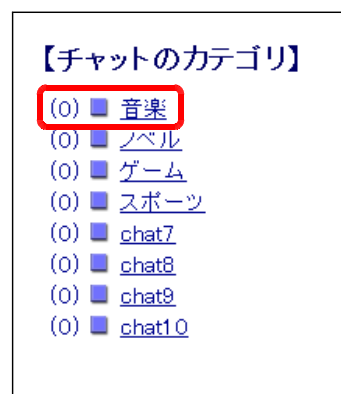 【チャットのカテゴリ】
(0) ■ 音楽
(0) ■ ノベル
(0) ■ ゲーム
(0) ■ スポーツ
(0) ■ chat7
(0) ■ chat8
(0) ■ chat9
(0) ■ chat10